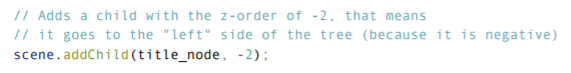 // Adds a child with the z-order of -2, that means
// it goes to the "left" side of the tree (because it is negative)
scene.addChild(title_node, -2);